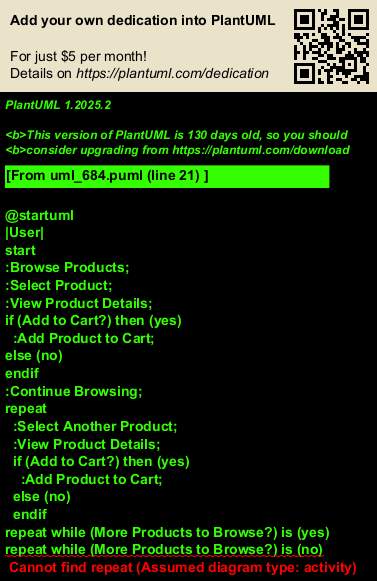 Add your own dedication into PlantUML
For just $5 per month!
Details on https://plantuml.com/dedication
PlantUML 1.2025.2
<b>This version of PlantUML is 130 days old, so you should
<b>consider upgrading from https://plantuml.com/download
[From uml_684.puml (line 21) ]
@startuml
|User|
start
:Browse Products;
:Select Product;
:View Product Details;
if (Add to Cart?) then (yes)
:Add Product to Cart;
else (no)
endif
:Continue Browsing;
repeat
:Select Another Product;
:View Product Details;
if (Add to Cart?) then (yes)
:Add Product to Cart;
else (no)
endif
repeat while (More Products to Browse?) is (yes)
repeat while (More Products to Browse?) is (no)
Cannot find repeat (Assumed diagram type: activity)